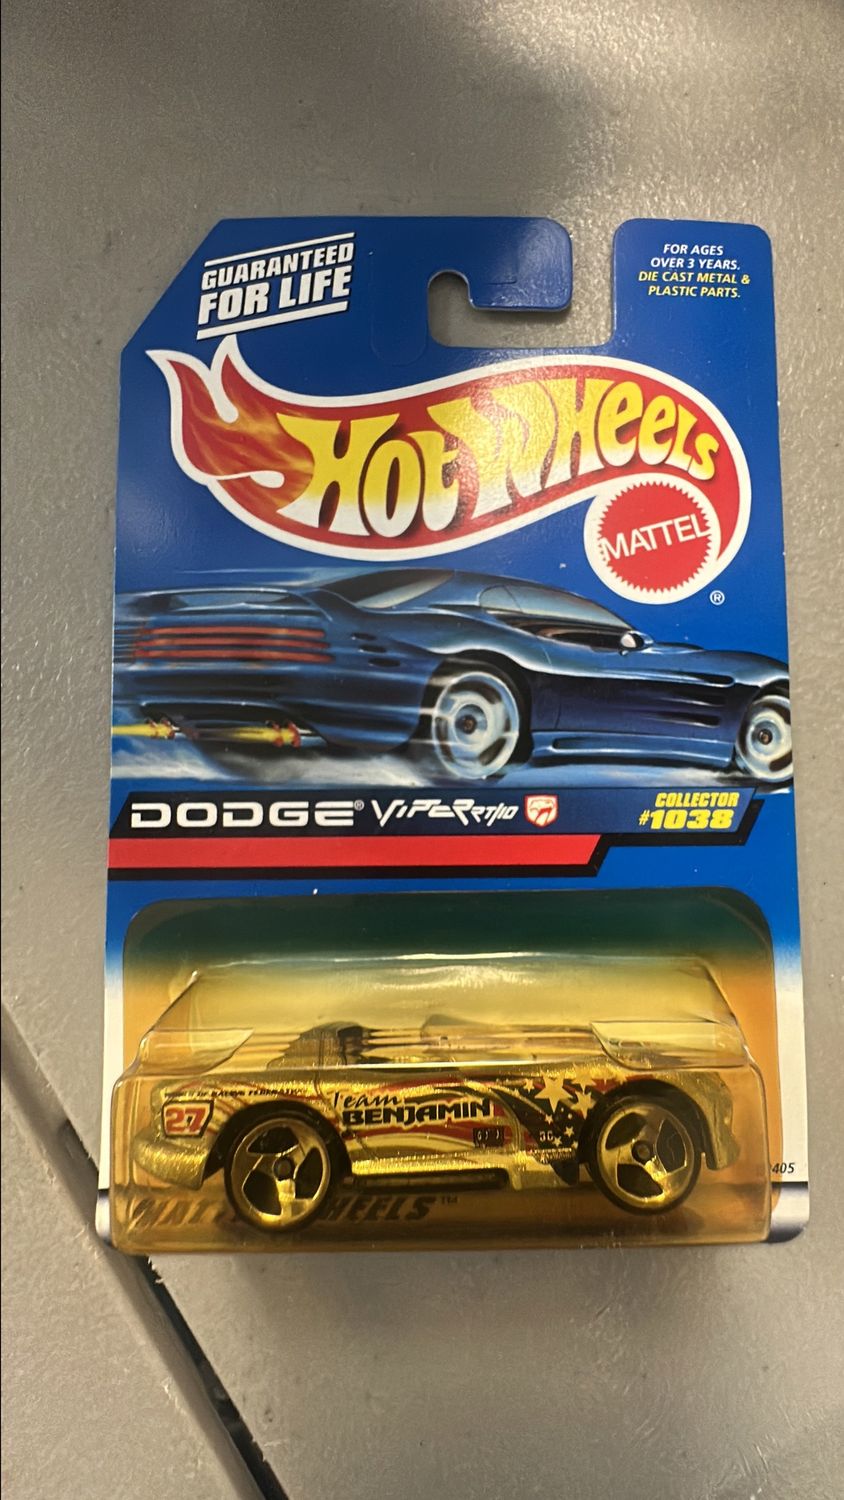 GUARANTEED
FOR LIFE
FOR AGES
OVER 3 YEARS.
DIE CAST METAL &
PLASTIC PARTS.
HOT WHEELS
MATTEL
®
DODGE® VIPER RT/10
COLLECTOR
#1038
27
Team
BENJAMIN
405
WHEELS™